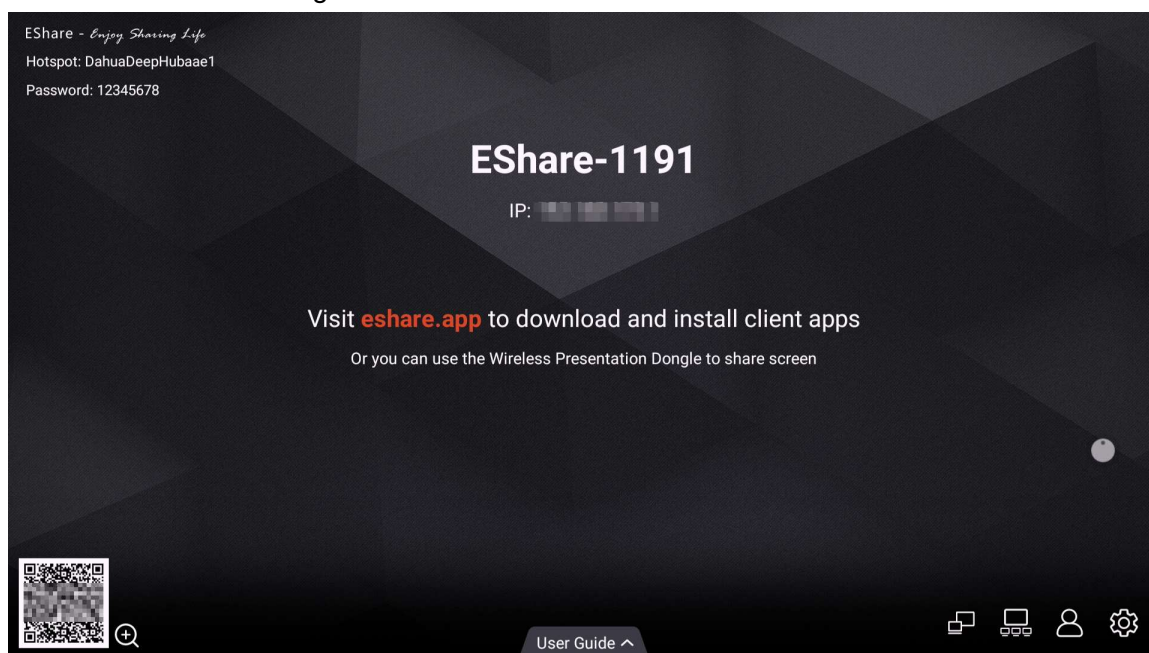 EShare - Enjoy Sharing Life
Hotspot: DahuaDeepHubaae1
Password: 12345678
EShare-1191
IP:
Visit eshare.app to download and install client apps
Or you can use the Wireless Presentation Dongle to share screen
User Guide